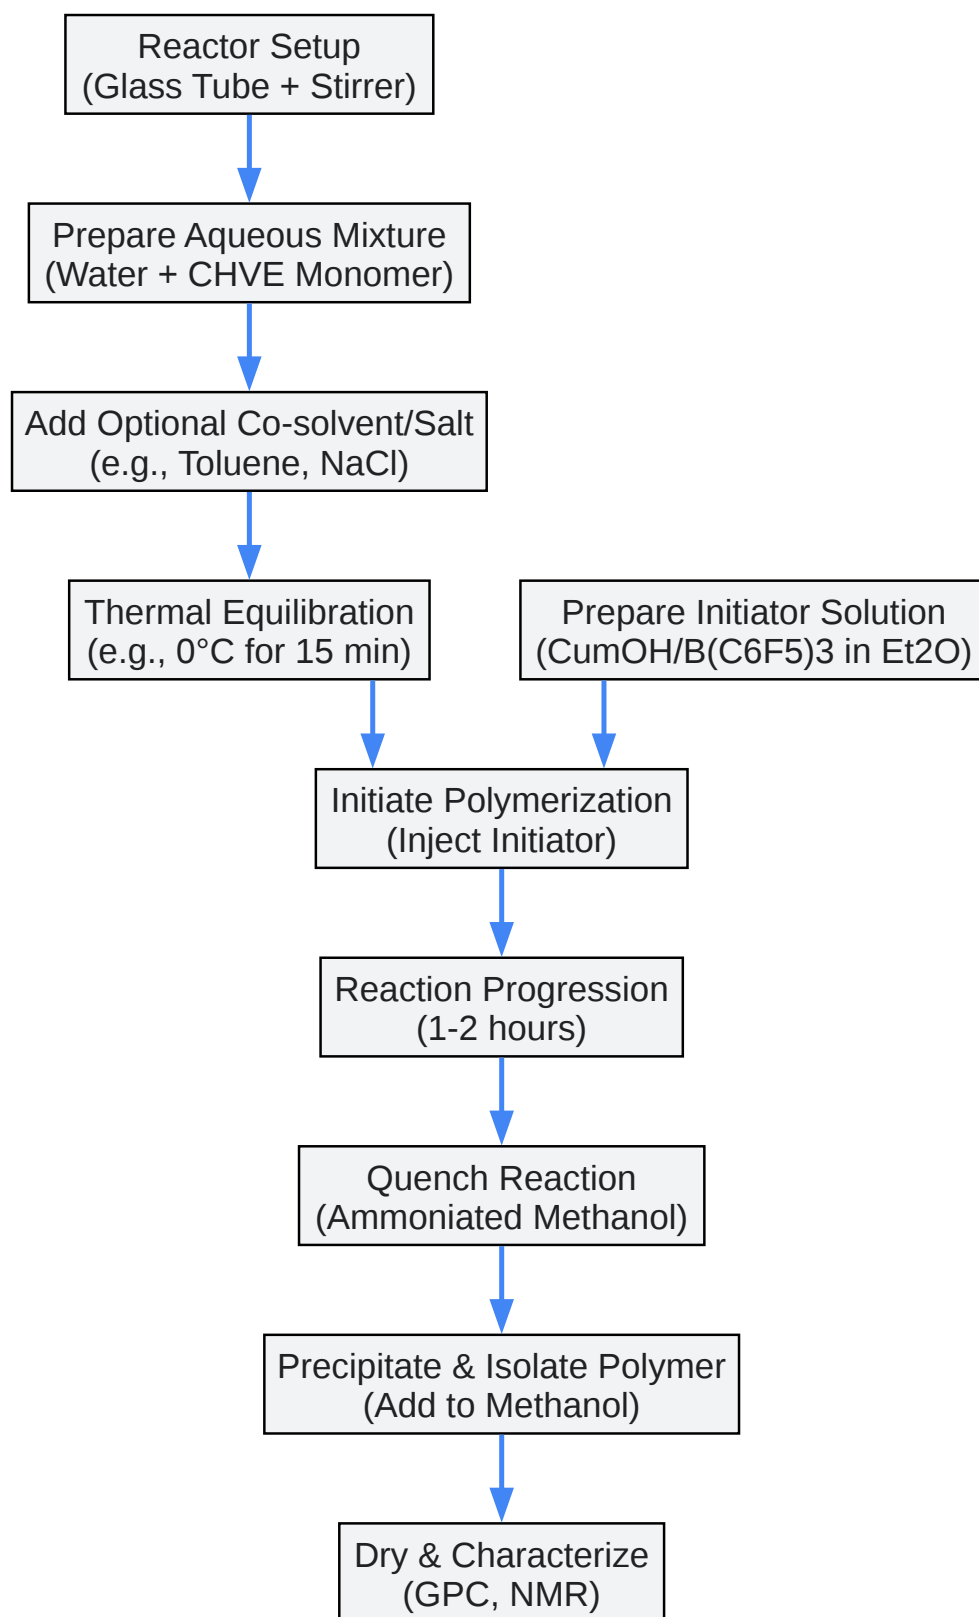 Reactor Setup
(Glass Tube + Stirrer)
Prepare Aqueous Mixture
(Water + CHVE Monomer)
Add Optional Co-solvent/Salt
(e.g., Toluene, NaCl)
Thermal Equilibration
(e.g., 0°C for 15 min)
Prepare Initiator Solution
(CumOH/B(C6F5)3 in Et2O)
Initiate Polymerization
(Inject Initiator)
Reaction Progression
(1-2 hours)
Quench Reaction
(Ammoniated Methanol)
Precipitate & Isolate Polymer
(Add to Methanol)
Dry & Characterize
(GPC, NMR)